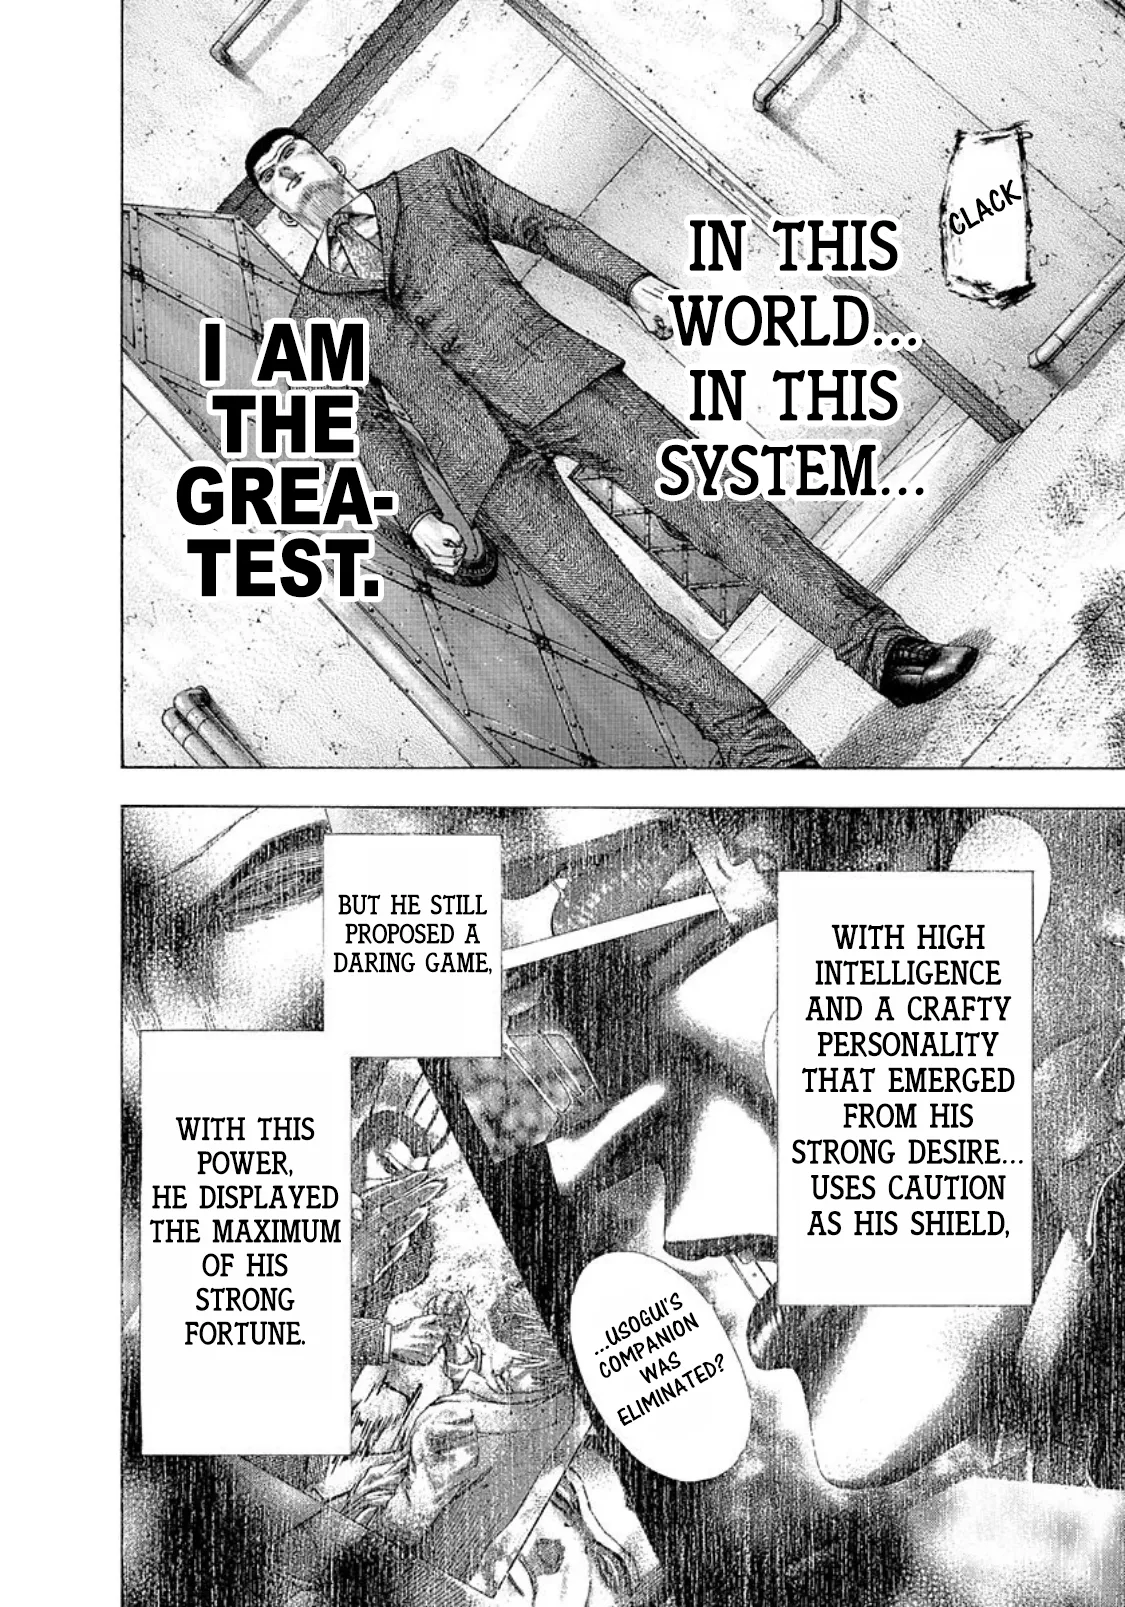 CLACK
IN THIS
WORLD...
IN THIS
SYSTEM...
I AM
THE
GREA-
TEST.
WITH HIGH
INTELLIGENCE
AND A CRAFTY
PERSONALITY
THAT EMERGED
FROM HIS
STRONG DESIRE...
USES CAUTION
AS HIS SHIELD,
BUT HE STILL
PROPOSED A
DARING GAME,
WITH THIS
POWER,
HE DISPLAYED
THE MAXIMUM
OF HIS
STRONG
FORTUNE.
...USOGUI'S
COMPANION
WAS
ELIMINATED?